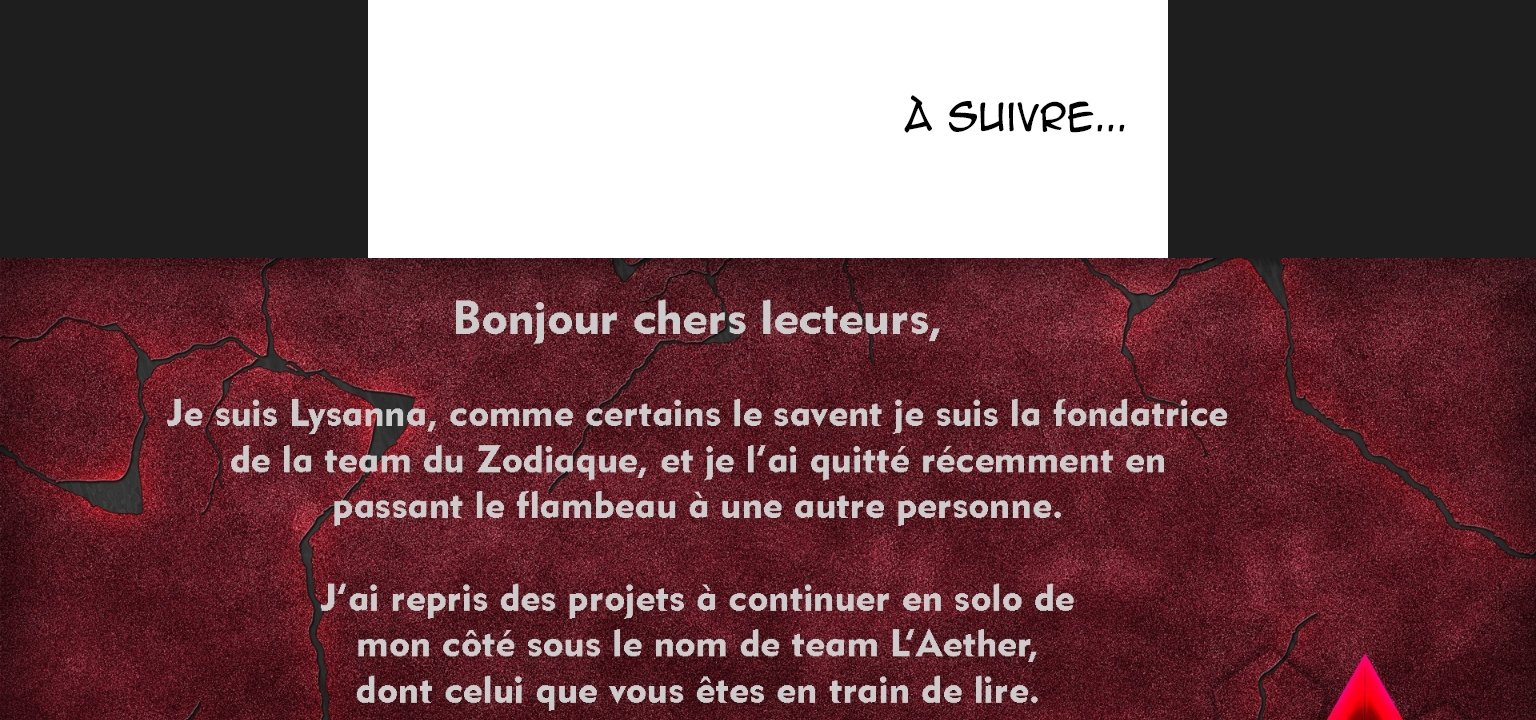 À SUIVRE...
Bonjour chers lecteurs,
Je suis Lysanna, comme certains le savent je suis la fondatrice
de la team du Zodiaque, et je l'ai quitté récemment en
passant le flambeau à une autre personne.
J'ai repris des projets à continuer en solo de
mon côté sous le nom de team L'Aether,
dont celui que vous êtes en train de lire.